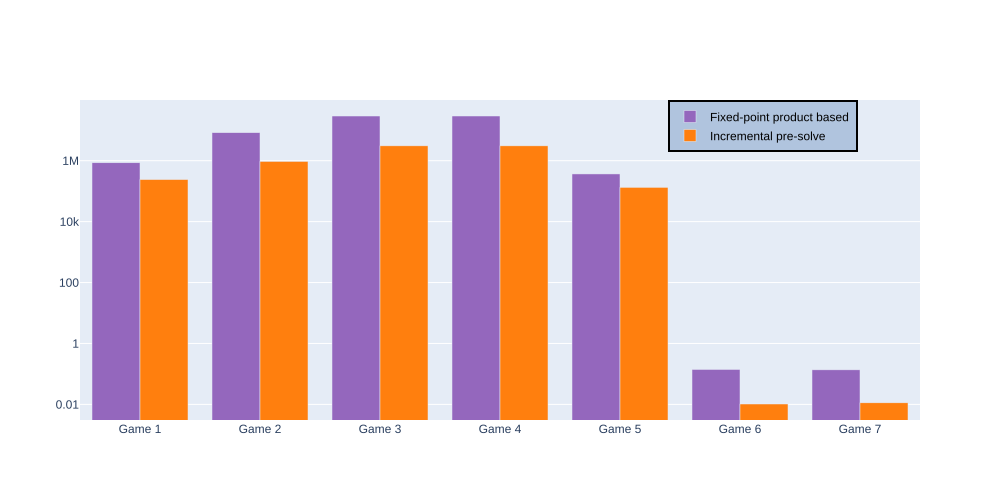 Fixed-point product based
Incremental pre-solve
1M
10k
100
1
0.01
Game 1
Game 2
Game 3
Game 4
Game 5
Game 6
Game 7